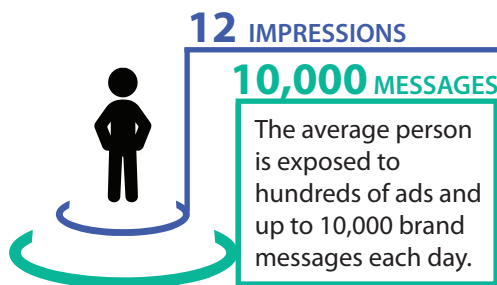 12 IMPRESSIONS
10,000 MESSAGES
The average person
is exposed to
hundreds of ads and
up to 10,000 brand
messages each day.